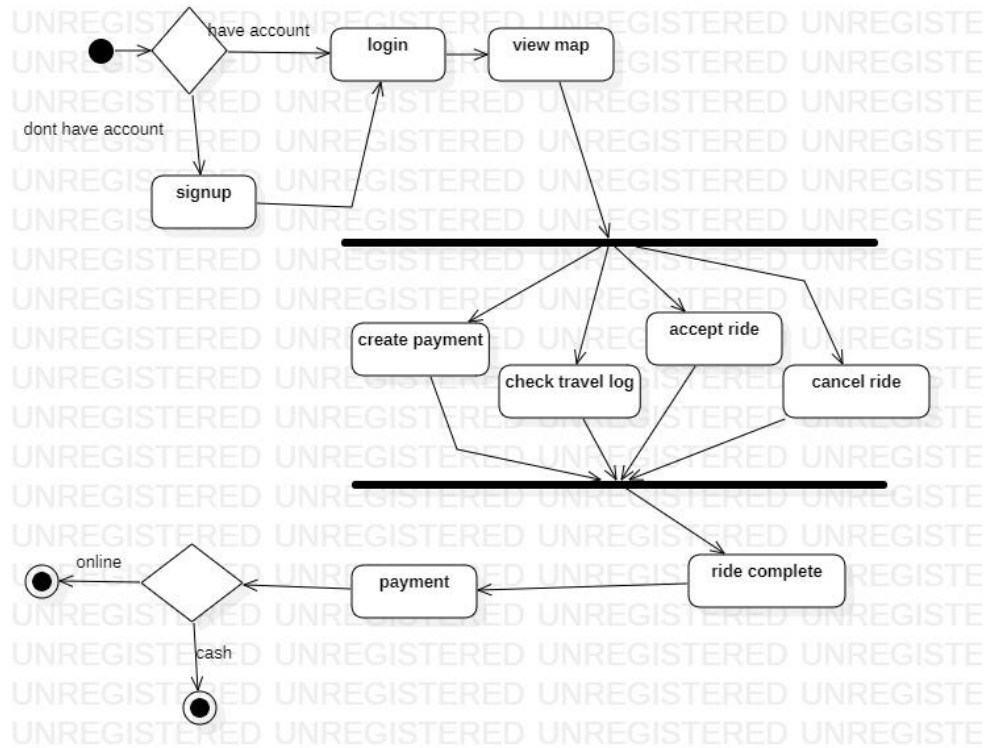 have account
login
view map
dont have account
signup
create payment
accept ride
check travel log
cancel ride
online
payment
ride complete
cash
UNREGISTERED